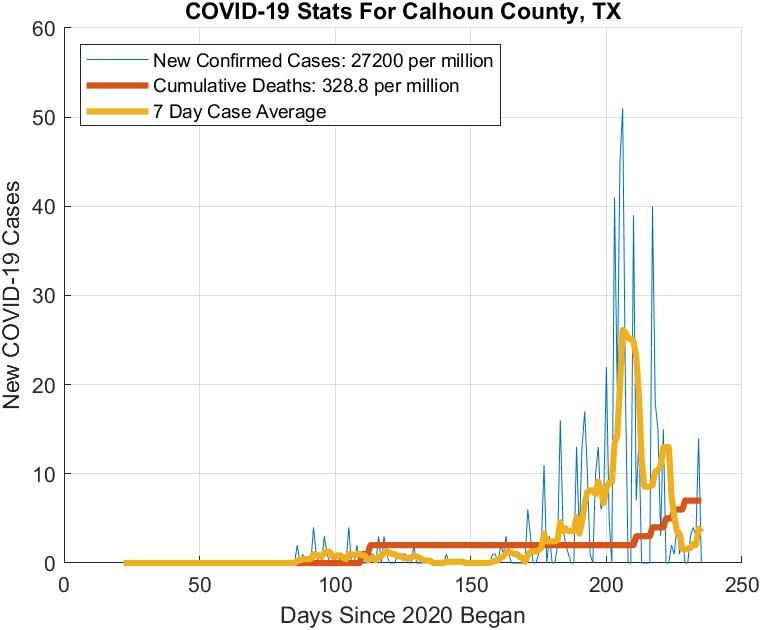 COVID-19 Stats For Calhoun County, TX
New Confirmed Cases: 27200 per million
Cumulative Deaths: 328.8 per million
7 Day Case Average
New COVID-19 Cases
60
50
40
30
20
10
0
0 50 100 150 200 250
Days Since 2020 Began